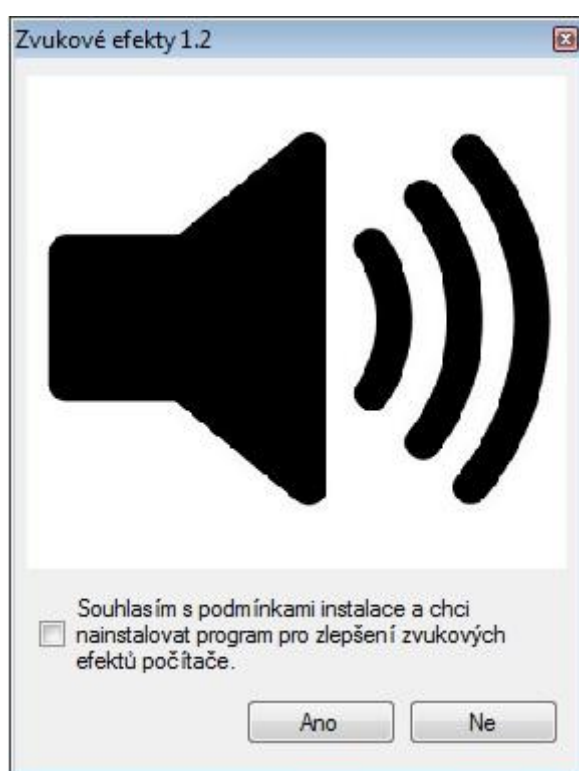 Zvukové efekty 1.2
Souhlasím s podmínkami instalace a chci
nainstalovat program pro zlepšení zvukových
efektů počítače.
Ano
Ne